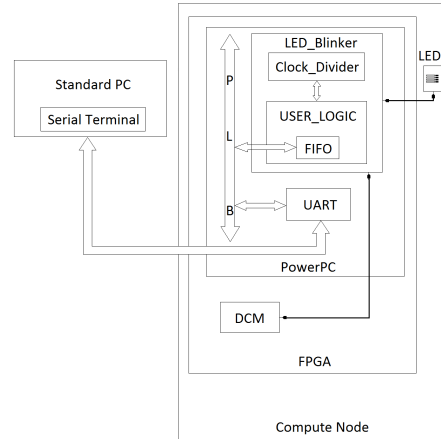 LED_Blinker
LED
Clock_Divider
P
Standard PC
Serial Terminal
USER_LOGIC
L
FIFO
UART
B
PowerPC
DCM
FPGA
Compute Node